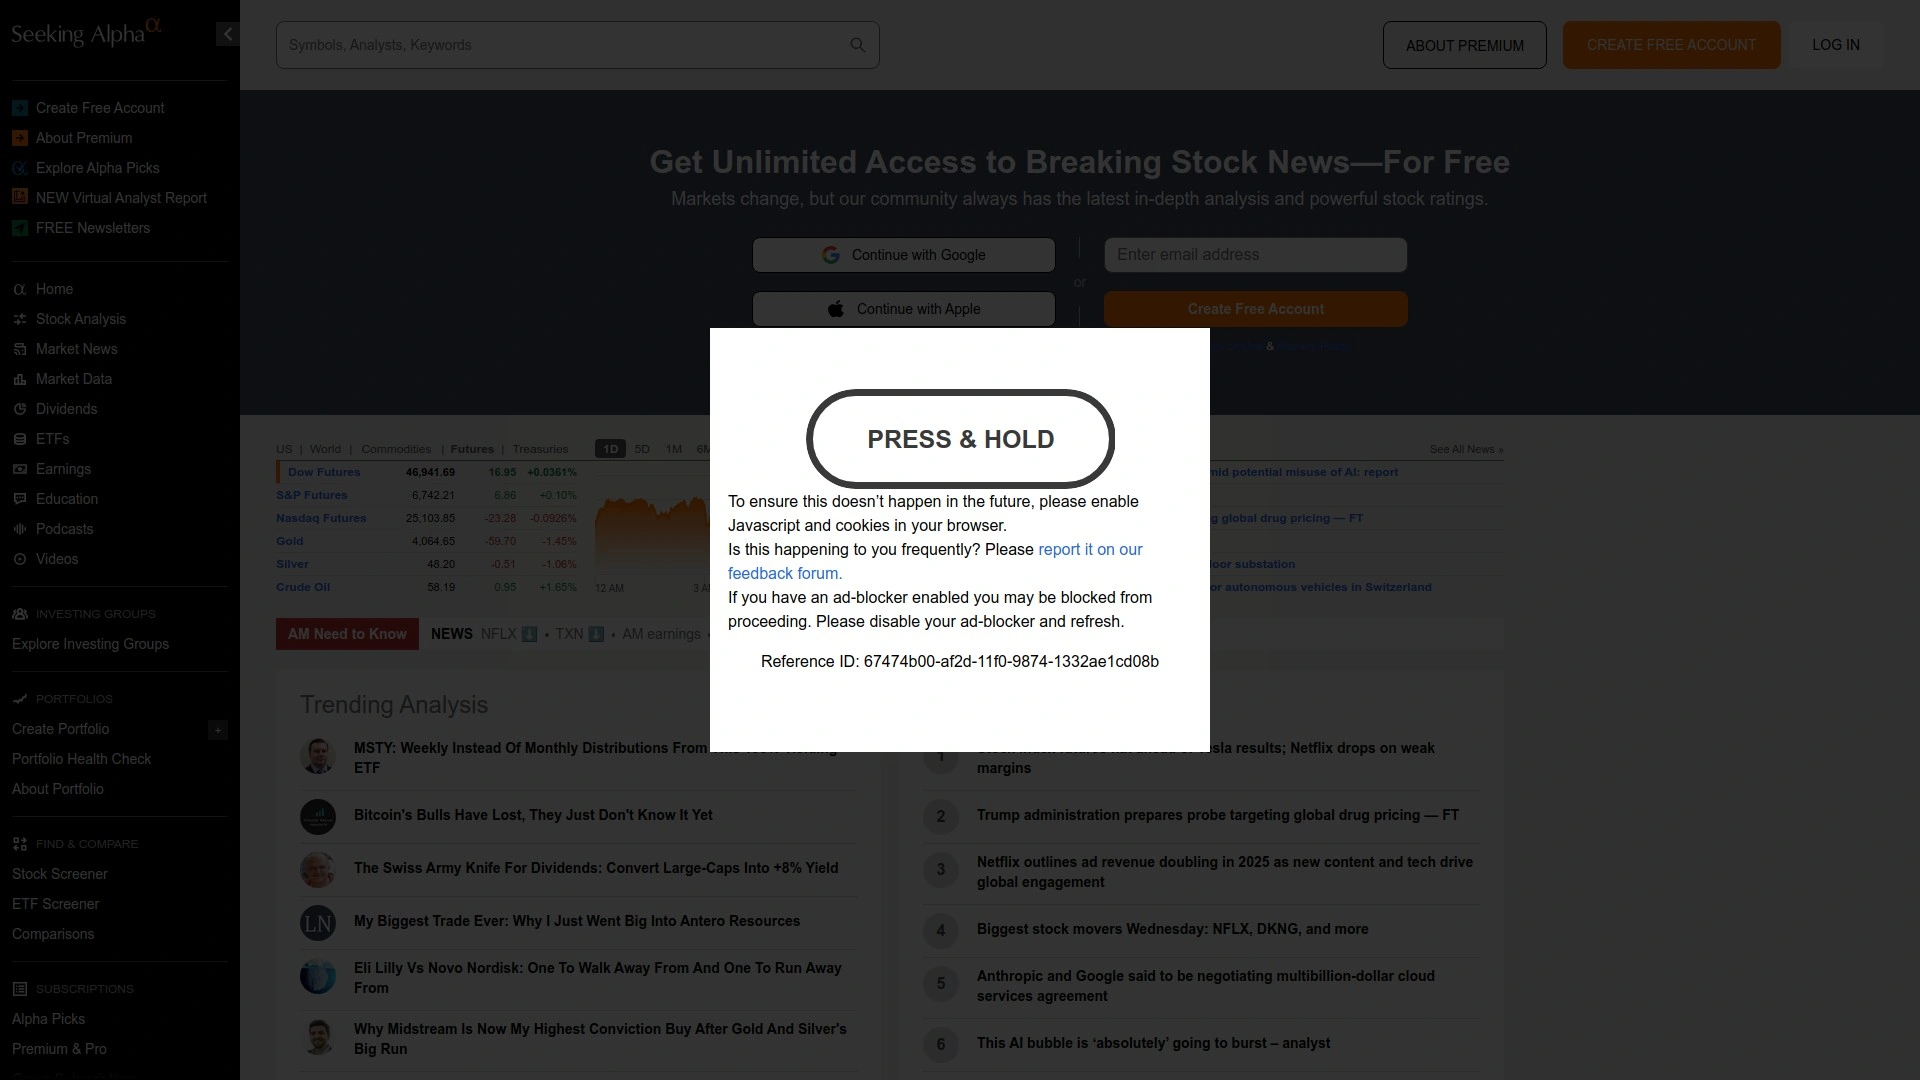 Seeking Alpha α
Symbols, Analysts, Keywords
ABOUT PREMIUM
CREATE FREE ACCOUNT
LOG IN
Create Free Account
About Premium
Explore Alpha Picks
NEW Virtual Analyst Report
FREE Newsletters
Home
Stock Analysis
Market News
Market Data
Dividends
ETFs
Earnings
Education
Podcasts
Videos
INVESTING GROUPS
Explore Investing Groups
PORTFOLIOS
Create Portfolio +
Portfolio Health Check
About Portfolio
FIND & COMPARE
Stock Screener
ETF Screener
Comparisons
SUBSCRIPTIONS
Alpha Picks
Premium & Pro
Get Unlimited Access to Breaking Stock News—For Free
Markets change, but our community always has the latest in-depth analysis and powerful stock ratings.
Continue with Google
Continue with Apple
or
Enter email address
Create Free Account
&
PRESS & HOLD
To ensure this doesn’t happen in the future, please enable
Javascript and cookies in your browser.
Is this happening to you frequently? Please report it on our
feedback forum.
If you have an ad-blocker enabled you may be blocked from
proceeding. Please disable your ad-blocker and refresh.
Reference ID: 67474b00-af2d-11f0-9874-1332ae1cd08b
US | World | Commodities | Futures | Treasuries
1D 5D 1M
Dow Futures 46,941.69 16.95 +0.0361%
S&P Futures 6,742.21 6.86 +0.10%
Nasdaq Futures 25,103.85 -23.28 -0.0926%
Gold 4,064.65 -59.70 -1.45%
Silver 48.20 -0.51 -1.06%
Crude Oil 58.19 0.95 +1.65%
12 AM
See All News »
potential misuse of AI: report
global drug pricing — FT
substation
autonomous vehicles in Switzerland
AM Need to Know
NEWS NFLX ⬇️ • TXN ⬇️ • AM earnings •
Trending Analysis
MSTY: Weekly Instead Of Monthly Distributions From
ETF
Bitcoin's Bulls Have Lost, They Just Don't Know It Yet
The Swiss Army Knife For Dividends: Convert Large-Caps Into +8% Yield
LN
My Biggest Trade Ever: Why I Just Went Big Into Antero Resources
Eli Lilly Vs Novo Nordisk: One To Walk Away From And One To Run Away
From
Why Midstream Is Now My Highest Conviction Buy After Gold And Silver's
Big Run
1
results; Netflix drops on weak
margins
2
Trump administration prepares probe targeting global drug pricing — FT
3
Netflix outlines ad revenue doubling in 2025 as new content and tech drive
global engagement
4
Biggest stock movers Wednesday: NFLX, DKNG, and more
5
Anthropic and Google said to be negotiating multibillion-dollar cloud
services agreement
6
This AI bubble is ‘absolutely’ going to burst – analyst